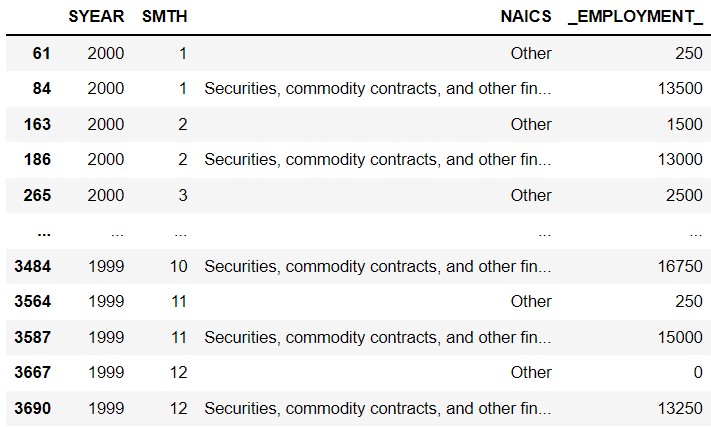 SYEAR SMTH NAICS _EMPLOYMENT_
61 2000 1 Other 250
84 2000 1 Securities, commodity contracts, and other fin... 13500
163 2000 2 Other 1500
186 2000 2 Securities, commodity contracts, and other fin... 13000
265 2000 3 Other 2500
... ... ... ... ...
3484 1999 10 Securities, commodity contracts, and other fin... 16750
3564 1999 11 Other 250
3587 1999 11 Securities, commodity contracts, and other fin... 15000
3667 1999 12 Other 0
3690 1999 12 Securities, commodity contracts, and other fin... 13250